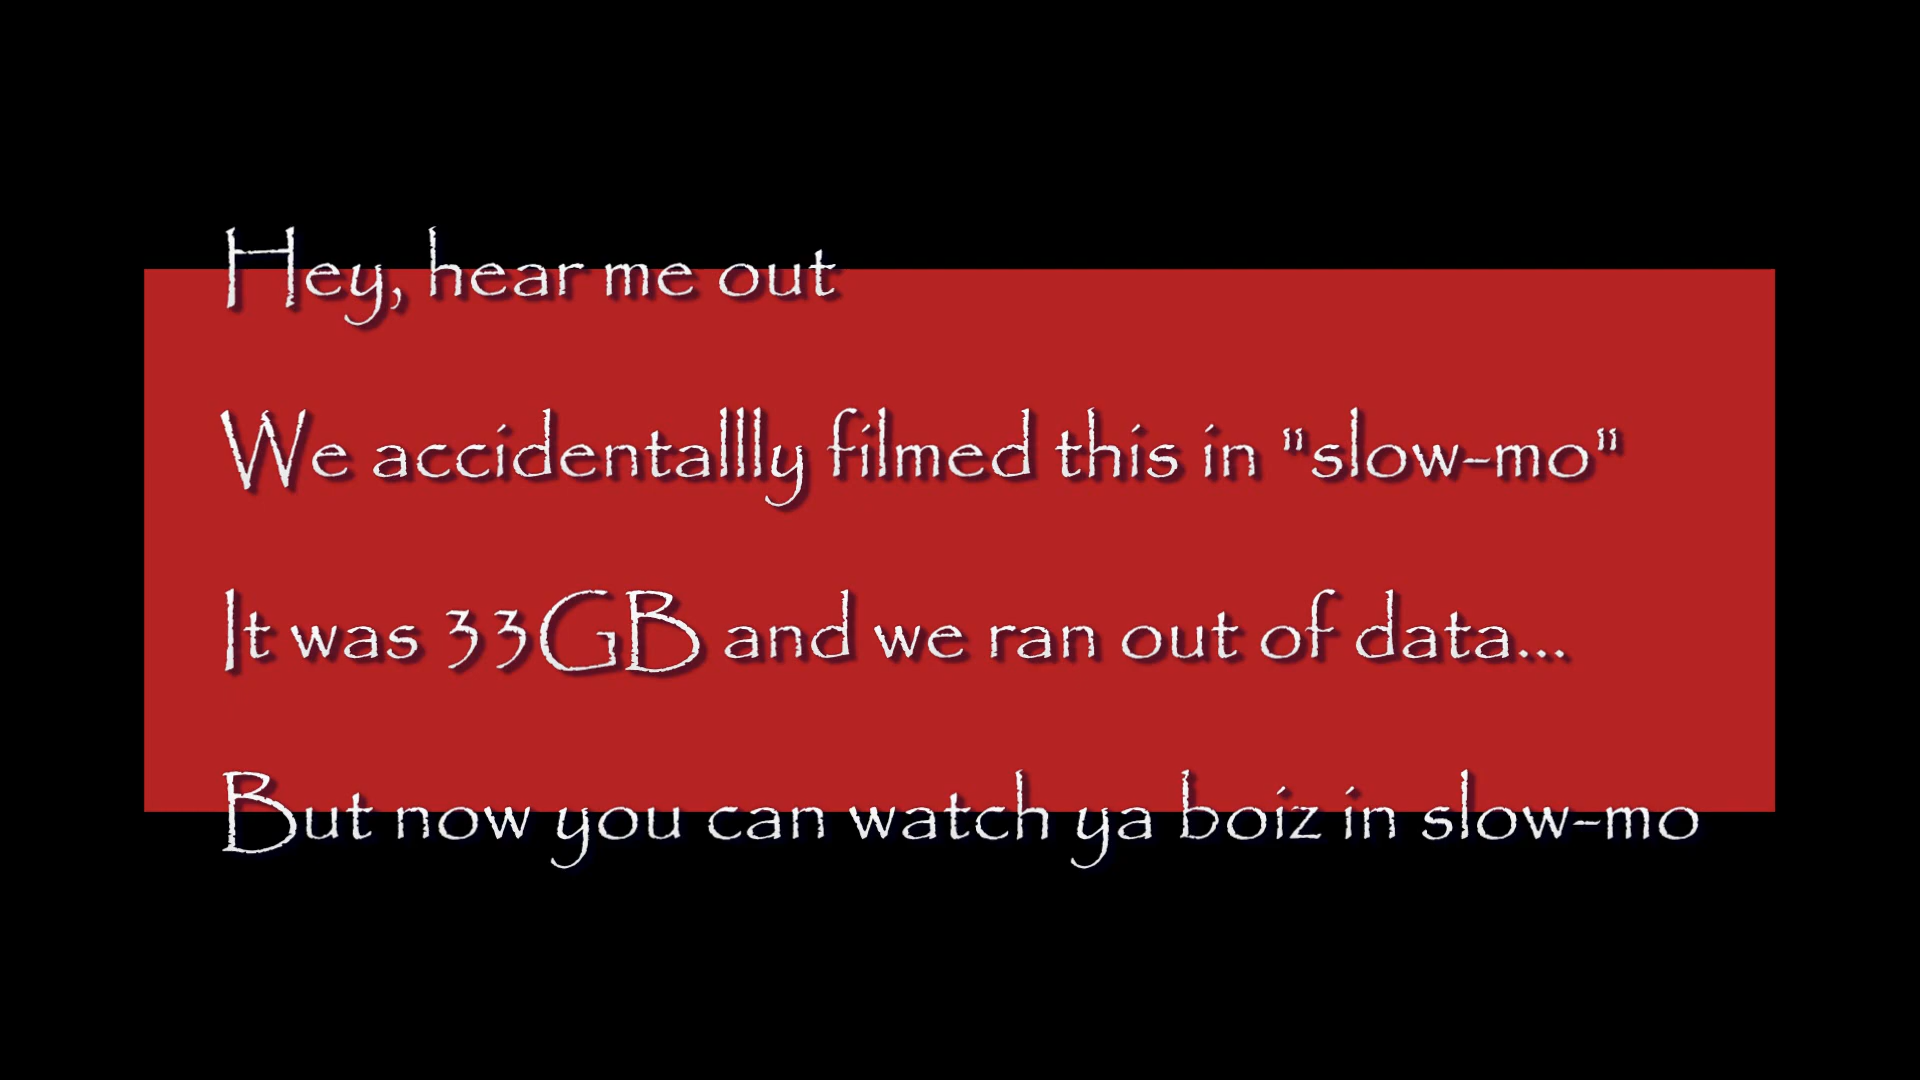 Hey, hear me out
We accidentallly filmed this in "slow-mo"
It was 33GB and we ran out of data...
But now you can watch ya boiz in slow-mo